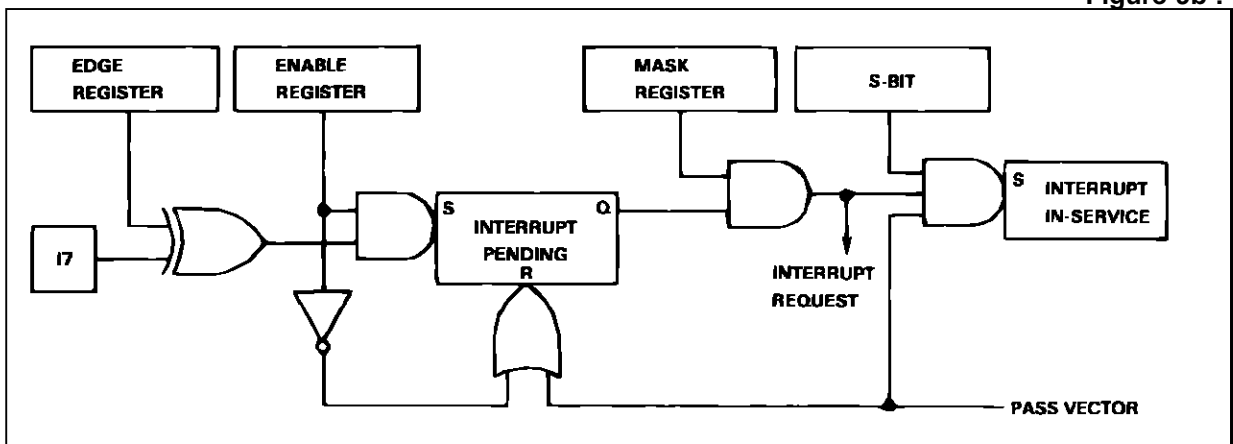 Figure 6b :
EDGE
REGISTER
ENABLE
REGISTER
MASK
REGISTER
S-BIT
I7
S
INTERRUPT
PENDING
R
Q
INTERRUPT
REQUEST
S
INTERRUPT
IN-SERVICE
PASS VECTOR